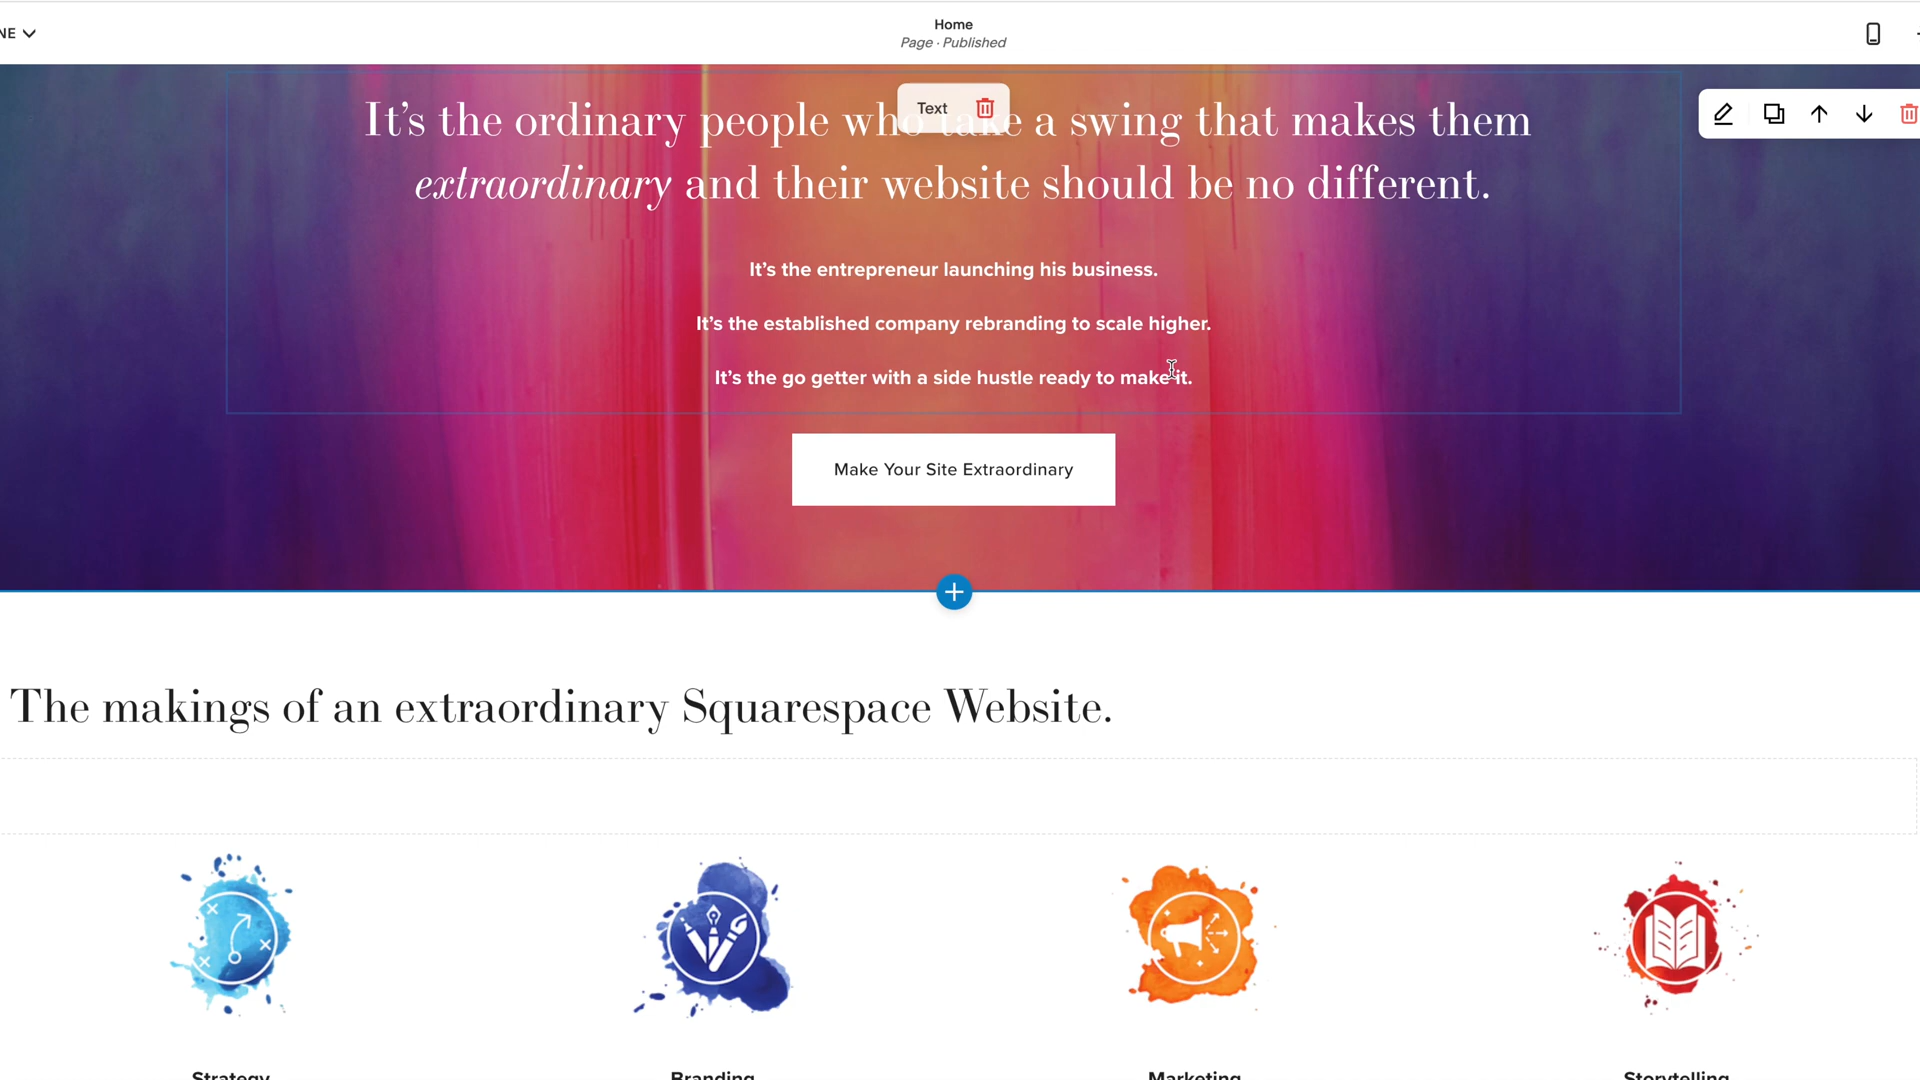 NE
Home
Page · Published
Text
It’s the ordinary people who take a swing that makes them
extraordinary and their website should be no different.
It’s the entrepreneur launching his business.
It’s the established company rebranding to scale higher.
It’s the go getter with a side hustle ready to make it.
Make Your Site Extraordinary
The makings of an extraordinary Squarespace Website.
Strategy
Branding
Marketing
Storytelling